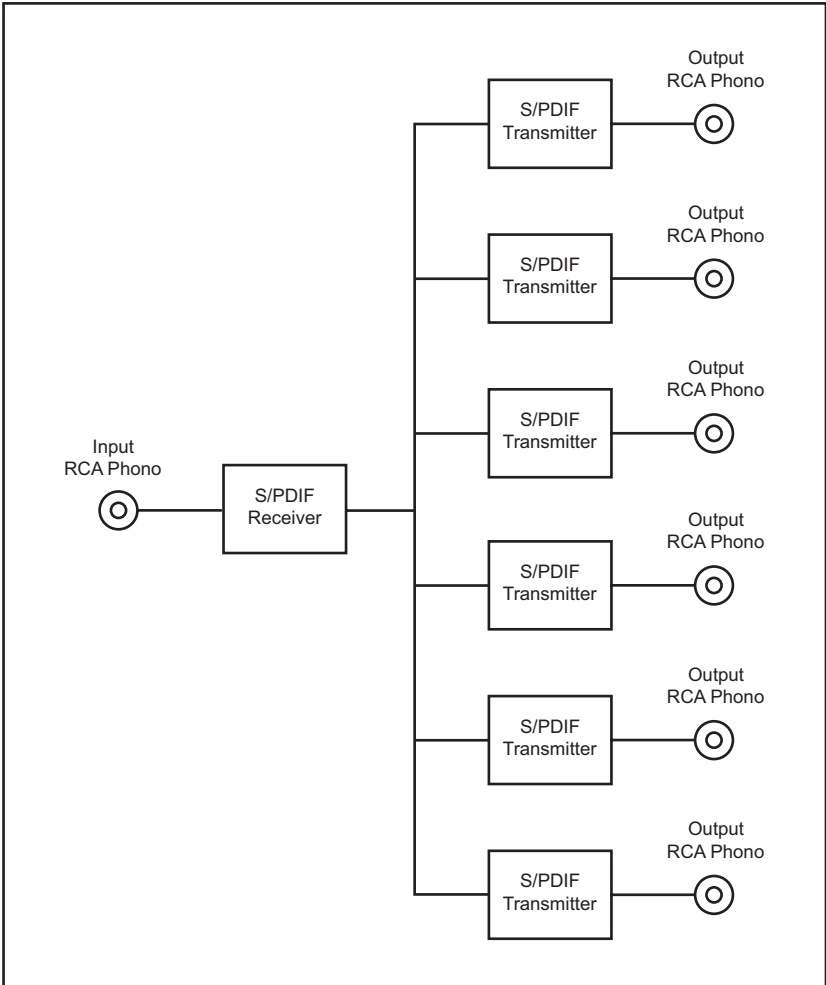 Output
RCA Phono
S/PDIF
Transmitter
Output
RCA Phono
S/PDIF
Transmitter
Output
RCA Phono
S/PDIF
Transmitter
Input
RCA Phono
S/PDIF
Receiver
Output
RCA Phono
S/PDIF
Transmitter
Output
RCA Phono
S/PDIF
Transmitter
Output
RCA Phono
S/PDIF
Transmitter